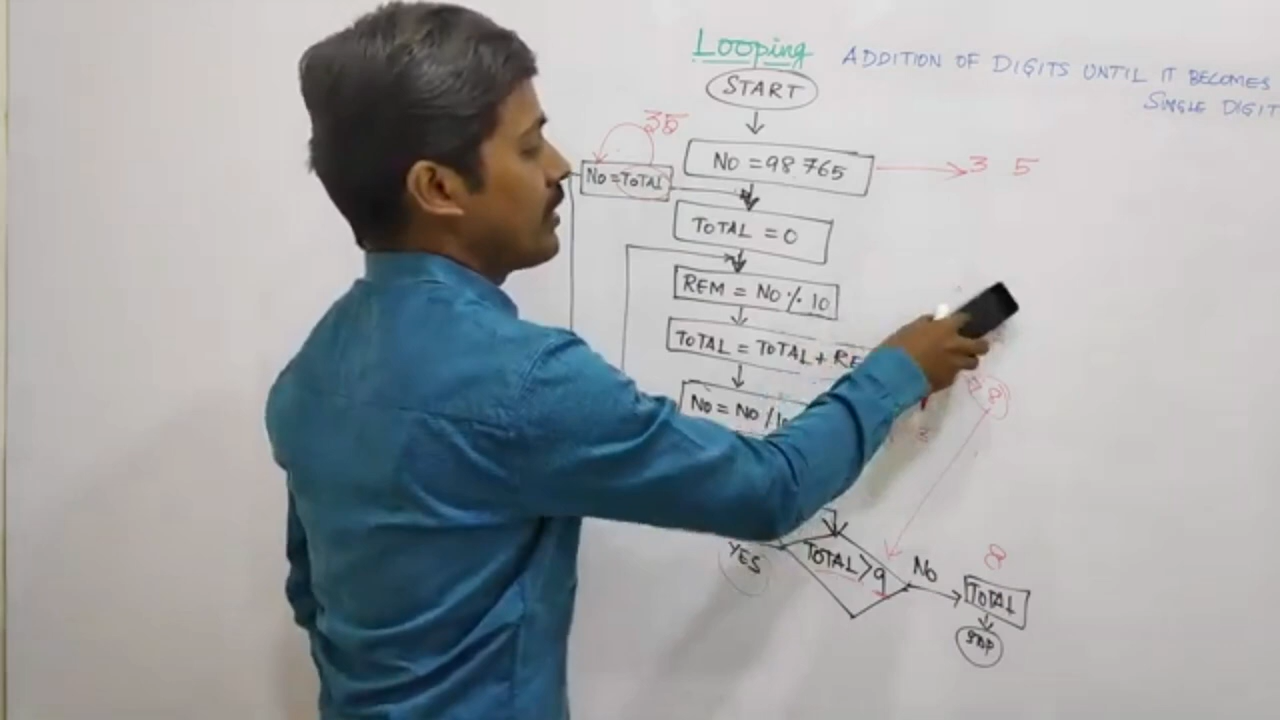 Looping
ADDITION OF DIGITS UNTIL IT BECOMES
SINGLE DIGIT
START
35
NO = 98765
3 5
NO = TOTAL
TOTAL = 0
REM = NO % 10
TOTAL = TOTAL + RE
NO = NO / 10
8
YES
TOTAL > 9
NO
8
TOTAL
STOP